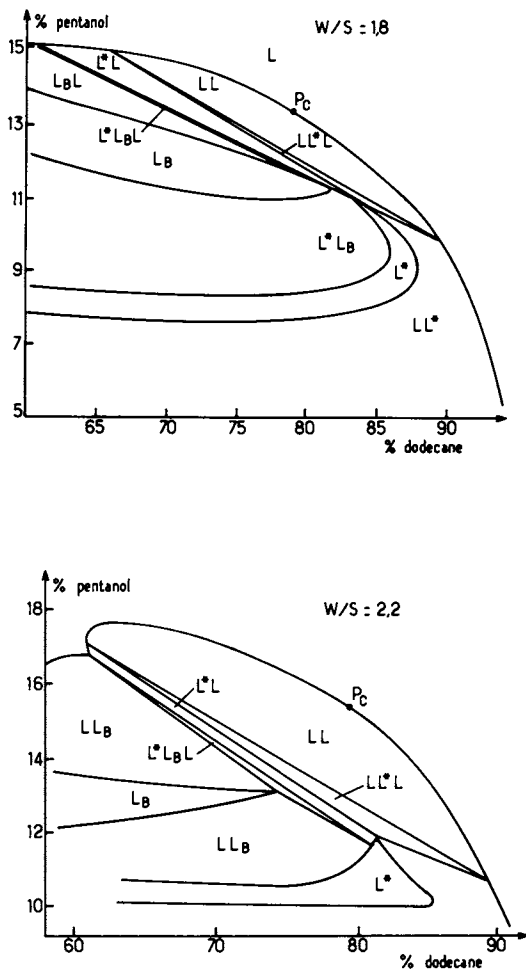 % pentanol
W/S = 1,8
15
13
11
9
7
5
L
L*L
LL
LBL
PC
L*LBL
LL*L
LB
L*LB
L*
LL*
65
70
75
80
85
90
% dodecane
% pentanol
W/S = 2,2
18
16
14
12
10
PC
L*L
LL
LLB
L*LBL
LL*L
LB
LLB
L*
60
70
80
90
% dodecane